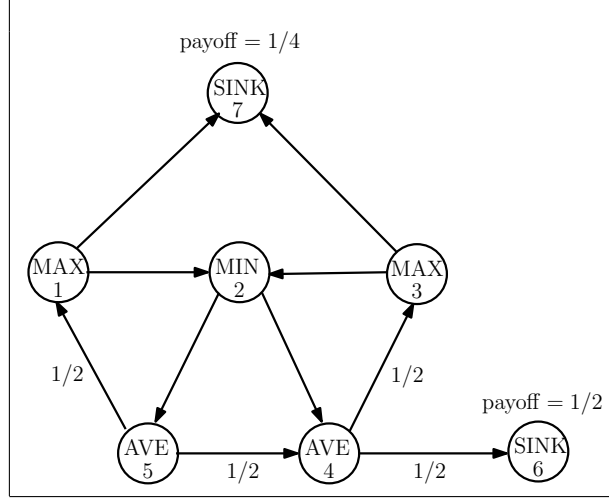 payoff = 1/4
SINK
7
MAX
1
MIN
2
MAX
3
1/2
1/2
payoff = 1/2
AVE
5
1/2
AVE
4
1/2
SINK
6